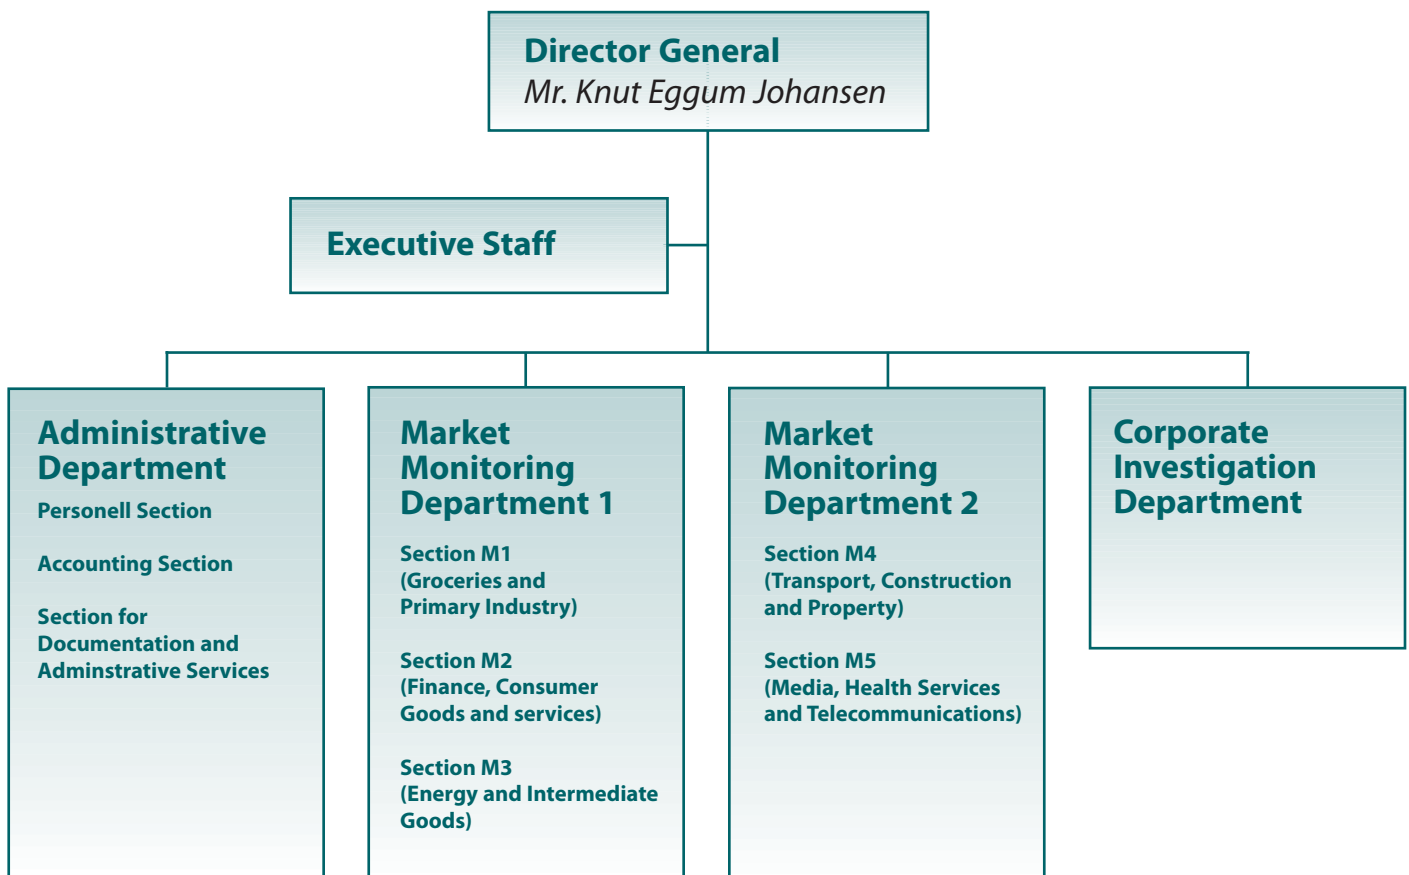 Director General
Mr. Knut Eggum Johansen
Executive Staff
Administrative
Department
Personell Section
Accounting Section
Section for
Documentation and
Adminstrative Services
Market
Monitoring
Department 1
Section M1
(Groceries and
Primary Industry)
Section M2
(Finance, Consumer
Goods and services)
Section M3
(Energy and Intermediate
Goods)
Market
Monitoring
Department 2
Section M4
(Transport, Construction
and Property)
Section M5
(Media, Health Services
and Telecommunications)
Corporate
Investigation
Department